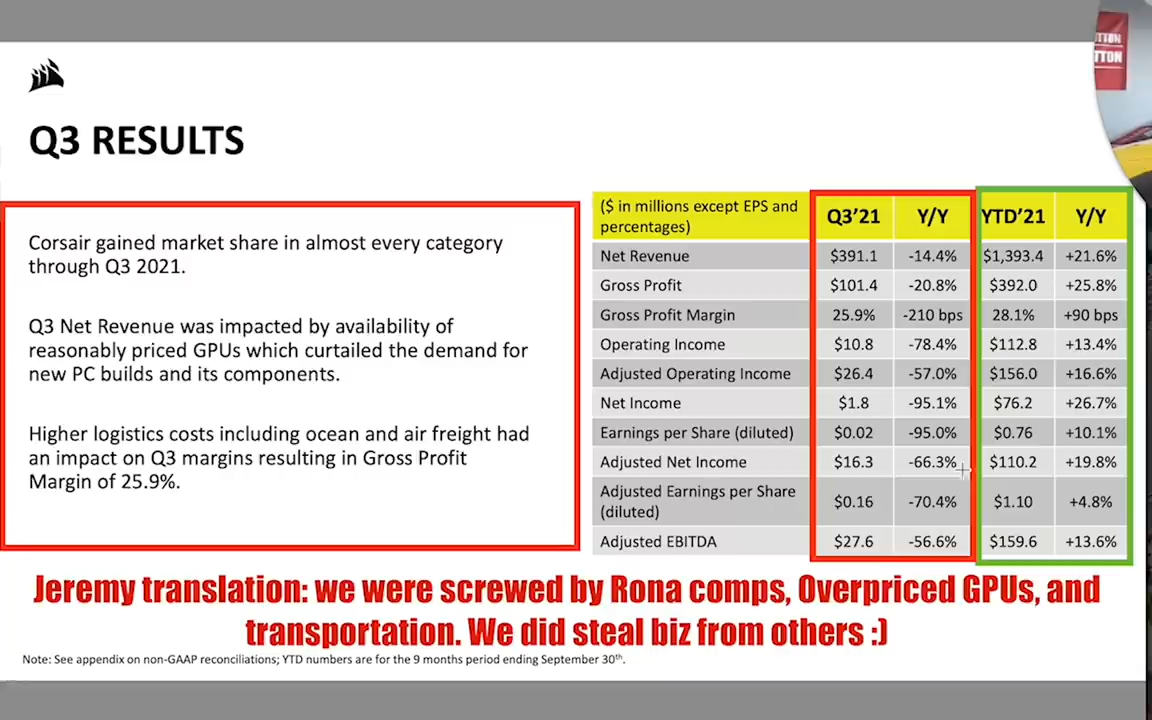 TTON
TTON
Q3 RESULTS
Corsair gained market share in almost every category
through Q3 2021.
Q3 Net Revenue was impacted by availability of
reasonably priced GPUs which curtailed the demand for
new PC builds and its components.
Higher logistics costs including ocean and air freight had
an impact on Q3 margins resulting in Gross Profit
Margin of 25.9%.
($ in millions except EPS and
percentages) Q3'21 Y/Y YTD'21 Y/Y
Net Revenue $391.1 -14.4% $1,393.4 +21.6%
Gross Profit $101.4 -20.8% $392.0 +25.8%
Gross Profit Margin 25.9% -210 bps 28.1% +90 bps
Operating Income $10.8 -78.4% $112.8 +13.4%
Adjusted Operating Income $26.4 -57.0% $156.0 +16.6%
Net Income $1.8 -95.1% $76.2 +26.7%
Earnings per Share (diluted) $0.02 -95.0% $0.76 +10.1%
Adjusted Net Income $16.3 -66.3% $110.2 +19.8%
Adjusted Earnings per Share
(diluted) $0.16 -70.4% $1.10 +4.8%
Adjusted EBITDA $27.6 -56.6% $159.6 +13.6%
Jeremy translation: we were screwed by Rona comps, Overpriced GPUs, and
transportation. We did steal biz from others :)
Note: See appendix on non-GAAP reconciliations; YTD numbers are for the 9 months period ending September 30th.